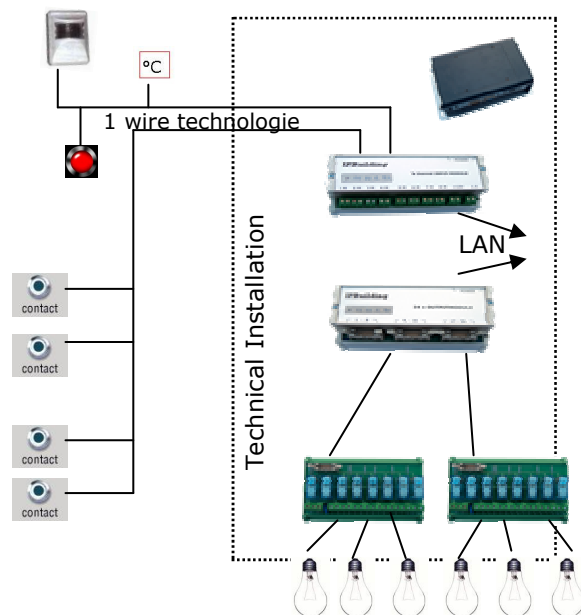 °C
1 wire technologie
IPBuilding
LAN
IPBuilding
Technical Installation
contact
contact
contact
contact